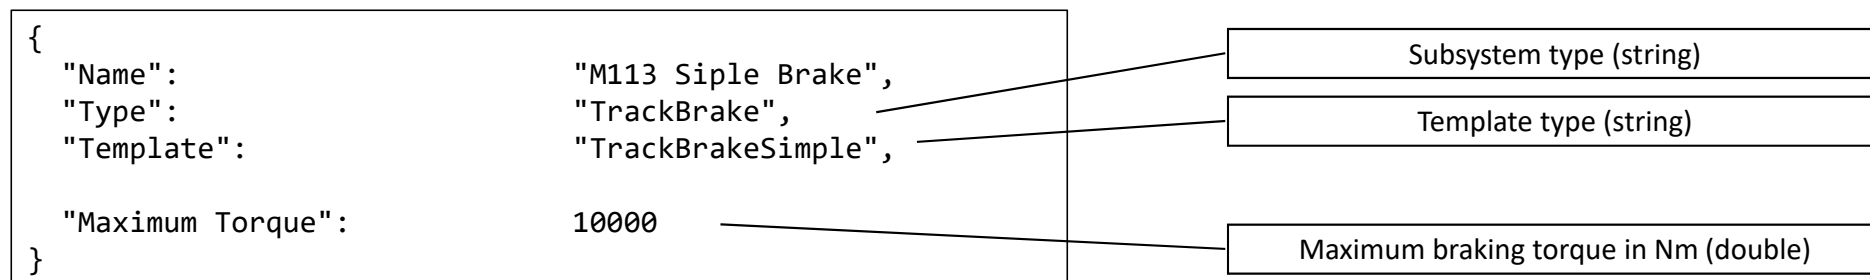 {
"Name": "M113 Siple Brake",
"Type": "TrackBrake",
"Template": "TrackBrakeSimple",
"Maximum Torque": 10000
}
Subsystem type (string)
Template type (string)
Maximum braking torque in Nm (double)